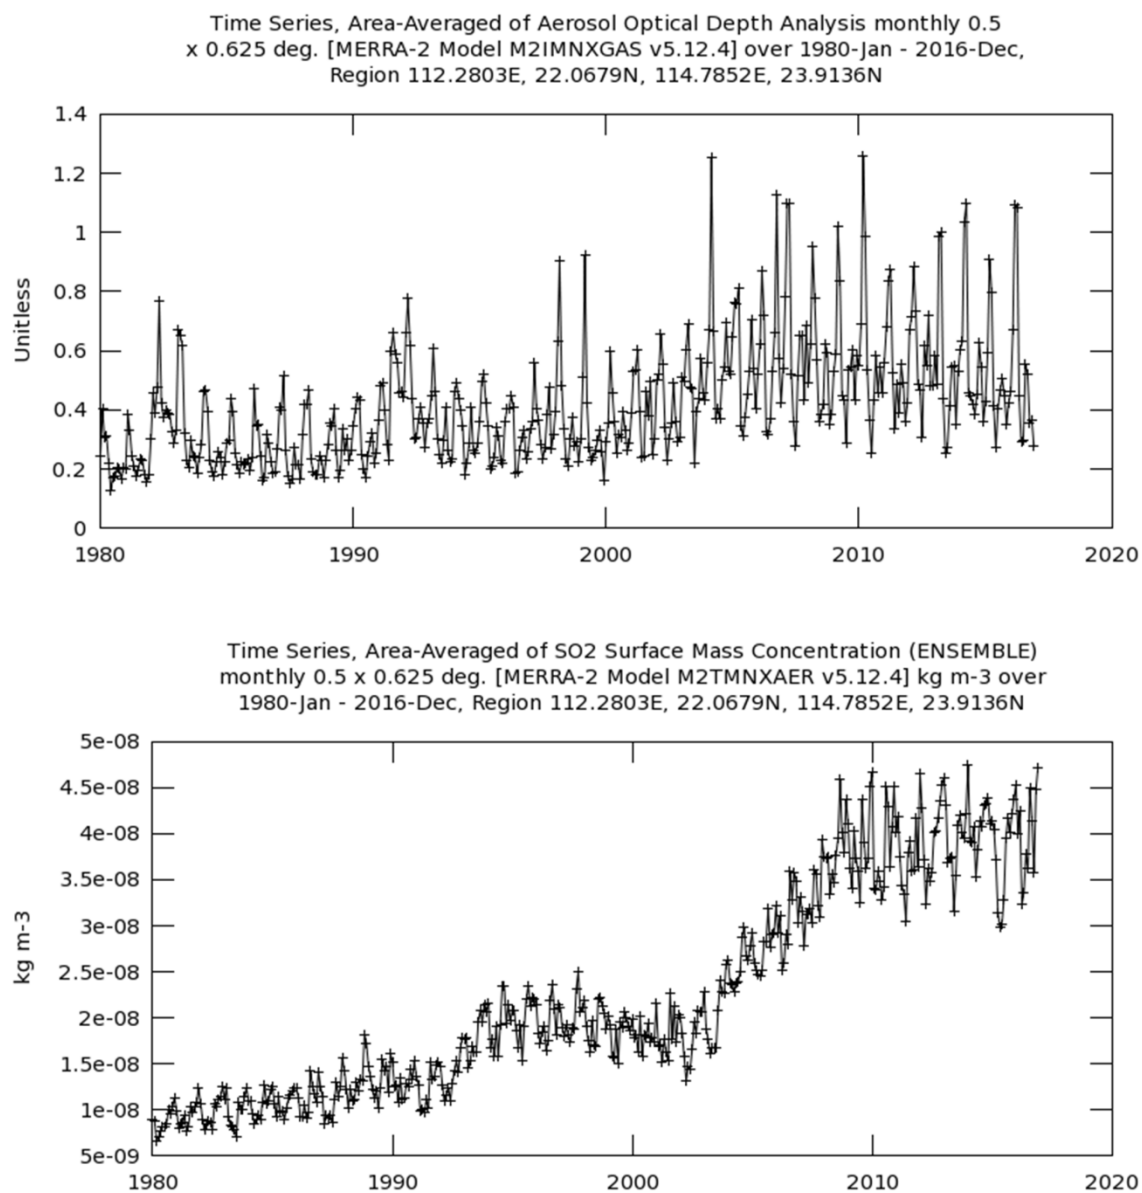 Time Series, Area-Averaged of Aerosol Optical Depth Analysis monthly 0.5
x 0.625 deg. [MERRA-2 Model M2IMNXGAS v5.12.4] over 1980-Jan - 2016-Dec,
Region 112.2803E, 22.0679N, 114.7852E, 23.9136N
1.4
1.2
1
0.8
0.6
0.4
0.2
0
Unitless
1980 1990 2000 2010 2020
Time Series, Area-Averaged of SO2 Surface Mass Concentration (ENSEMBLE)
monthly 0.5 x 0.625 deg. [MERRA-2 Model M2TMNXAER v5.12.4] kg m-3 over
1980-Jan - 2016-Dec, Region 112.2803E, 22.0679N, 114.7852E, 23.9136N
5e-08
4.5e-08
4e-08
3.5e-08
3e-08
2.5e-08
2e-08
1.5e-08
1e-08
5e-09
kg m-3
1980 1990 2000 2010 2020